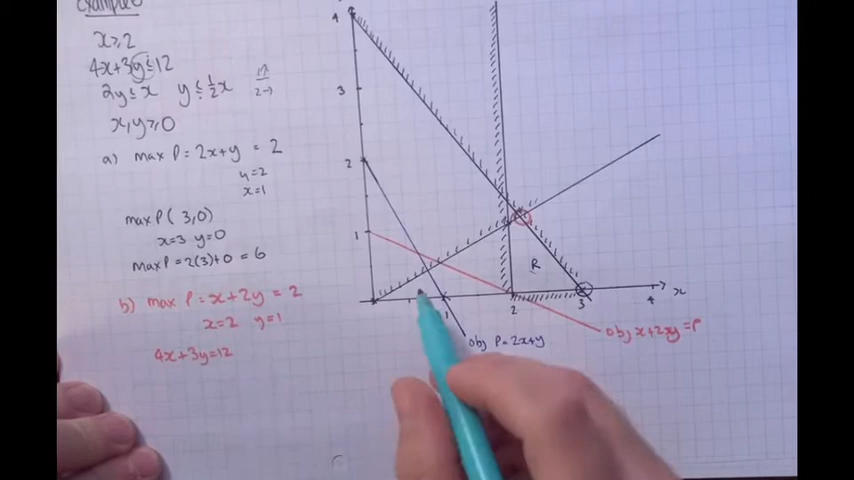 Example
x≥2
4x+3y≤12
2y≤x y≤½x
x,y≥0
a) max P=2x+y = 2
y=2
x=1
max P (3,0)
x=3 y=0
max P=2(3)+0 = 6
b) max P=x+2y = 2
x=2 y=1
4x+3y=12
4
3
2
1
R
1
2
3
4
x
obj P=2x+y
obj x+2y=P